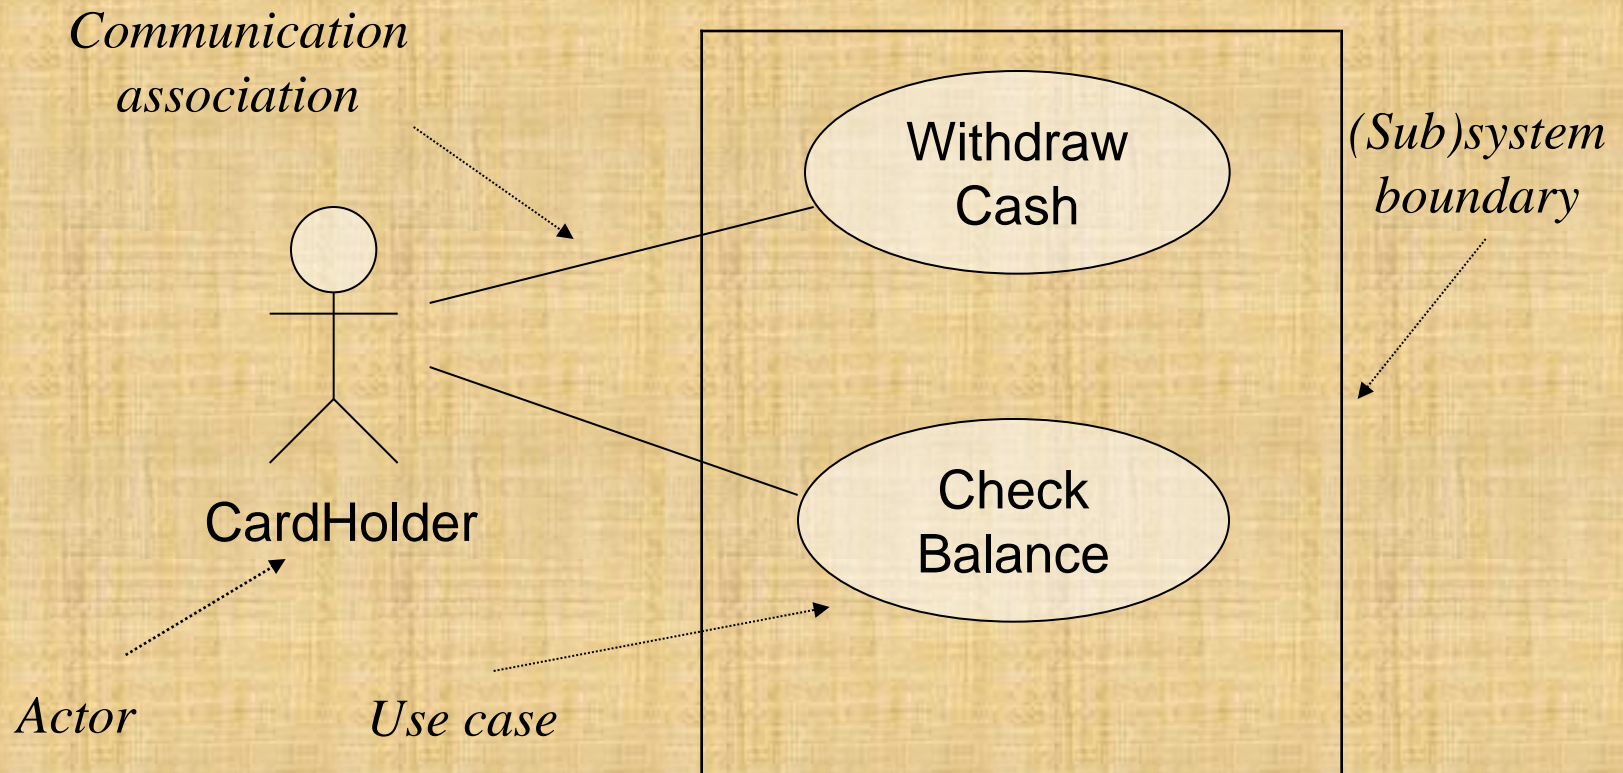 Communication
association
Withdraw
Cash
(Sub)system
boundary
CardHolder
Check
Balance
Actor
Use case